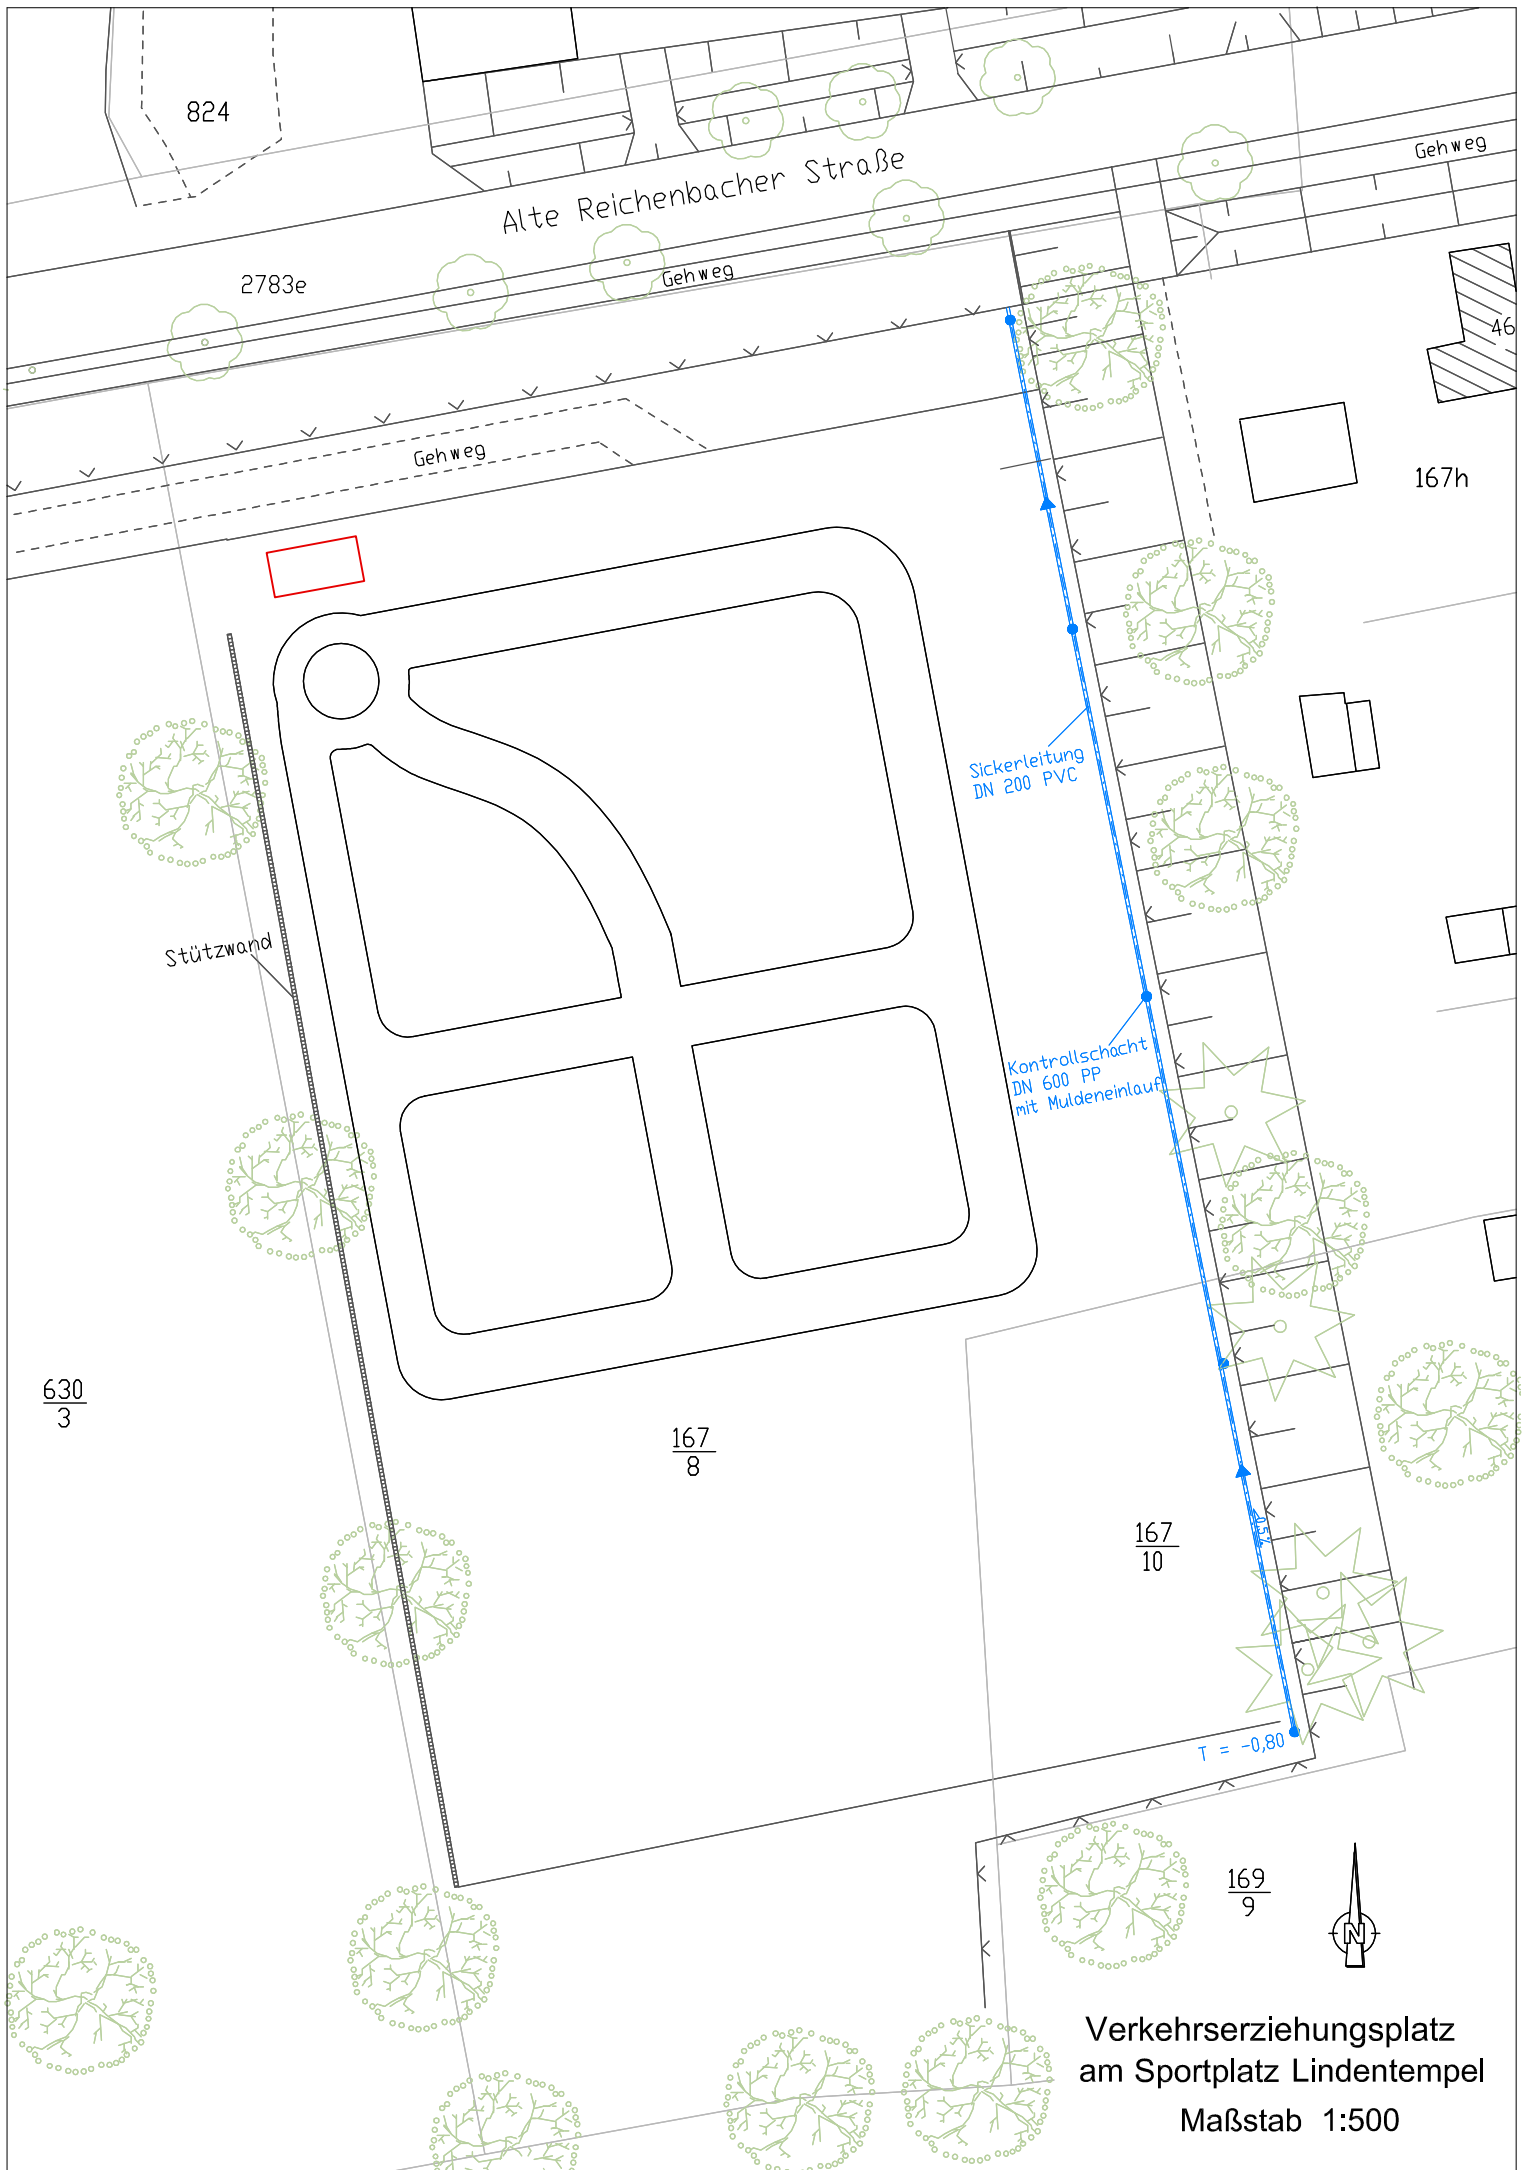 824
Alte Reichenbacher Straße
Gehweg
2783e
Gehweg
46
Gehweg
167h
Sickerleitung
DN 200 PVC
Stützwand
Kontrollschacht
DN 600 PP
mit Muldeneinlauf
630
3
167
8
167
10
T = -0,80
169
9
N
Verkehrserziehungsplatz
am Sportplatz Lindentempel
Maßstab 1:500